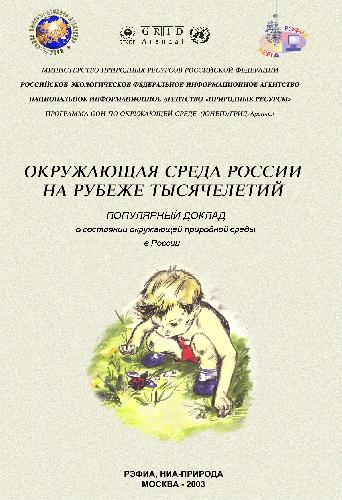 GRID
Arendal
РЭФИА
REFIA
МИНИСТЕРСТВО ПРИРОДНЫХ РЕСУРСОВ РОССИЙСКОЙ ФЕДЕРАЦИИ
РОССИЙСКОЕ ЭКОЛОГИЧЕСКОЕ ФЕДЕРАЛЬНОЕ ИНФОРМАЦИОННОЕ АГЕНТСТВО
НАЦИОНАЛЬНОЕ ИНФОРМАЦИОННОЕ АГЕНТСТВО «ПРИРОДНЫЕ РЕСУРСЫ»
ПРОГРАММА ООН ПО ОКРУЖАЮЩЕЙ СРЕДЕ (ЮНЕП)/ГРИД-Арендал
ОКРУЖАЮЩАЯ СРЕДА РОССИИ
НА РУБЕЖЕ ТЫСЯЧЕЛЕТИЙ
ПОПУЛЯРНЫЙ ДОКЛАД
о состоянии окружающей природной среды
в России
РЭФИА, НИА-ПРИРОДА
МОСКВА - 2003